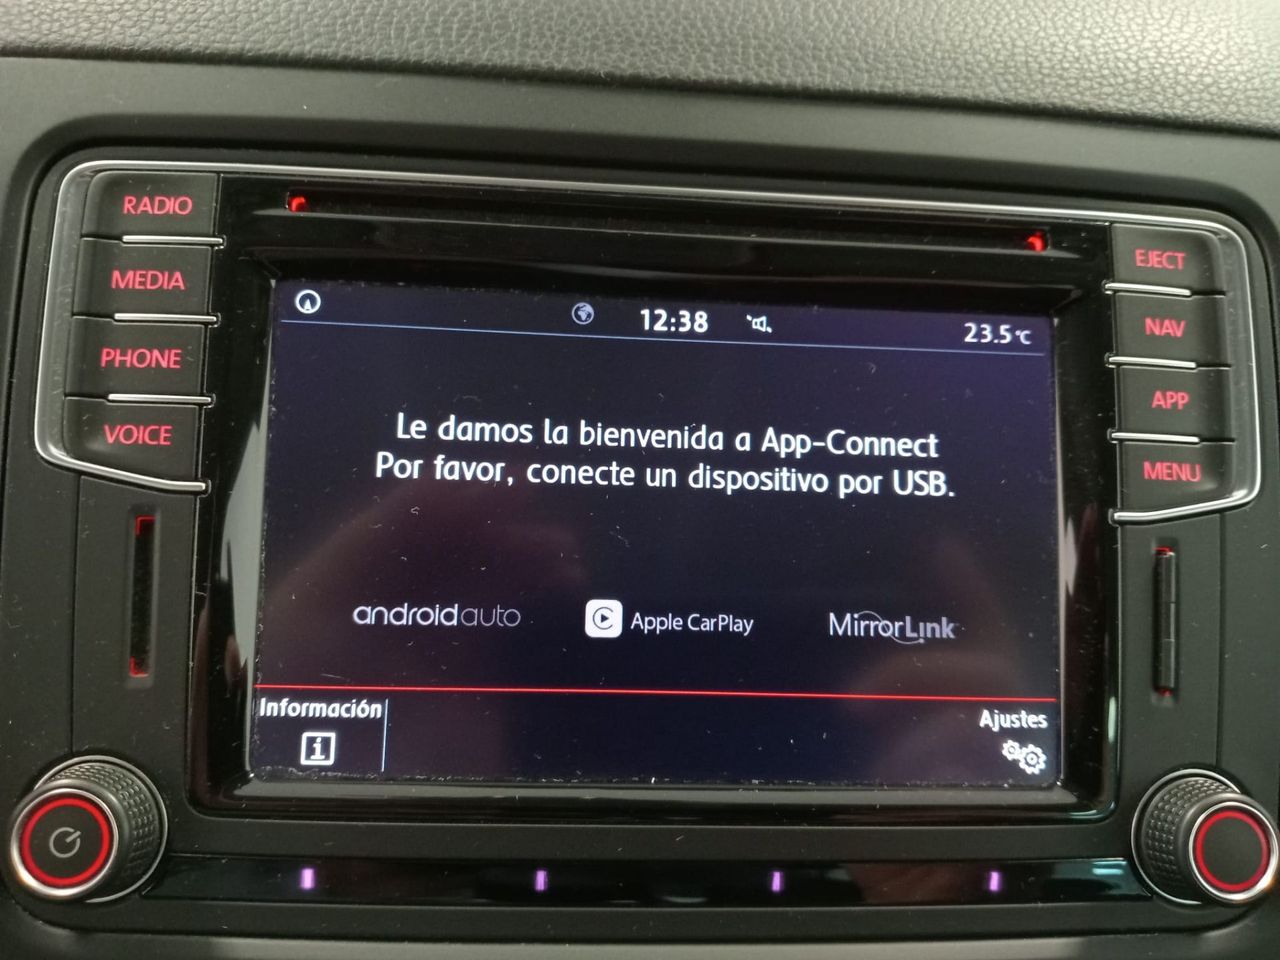 RADIO
MEDIA
PHONE
VOICE
EJECT
NAV
APP
MENU
12:38
23.5°C
Le damos la bienvenida a App-Connect
Por favor, conecte un dispositivo por USB.
androidauto
Apple CarPlay
MirrorLink
Información
i
Ajustes